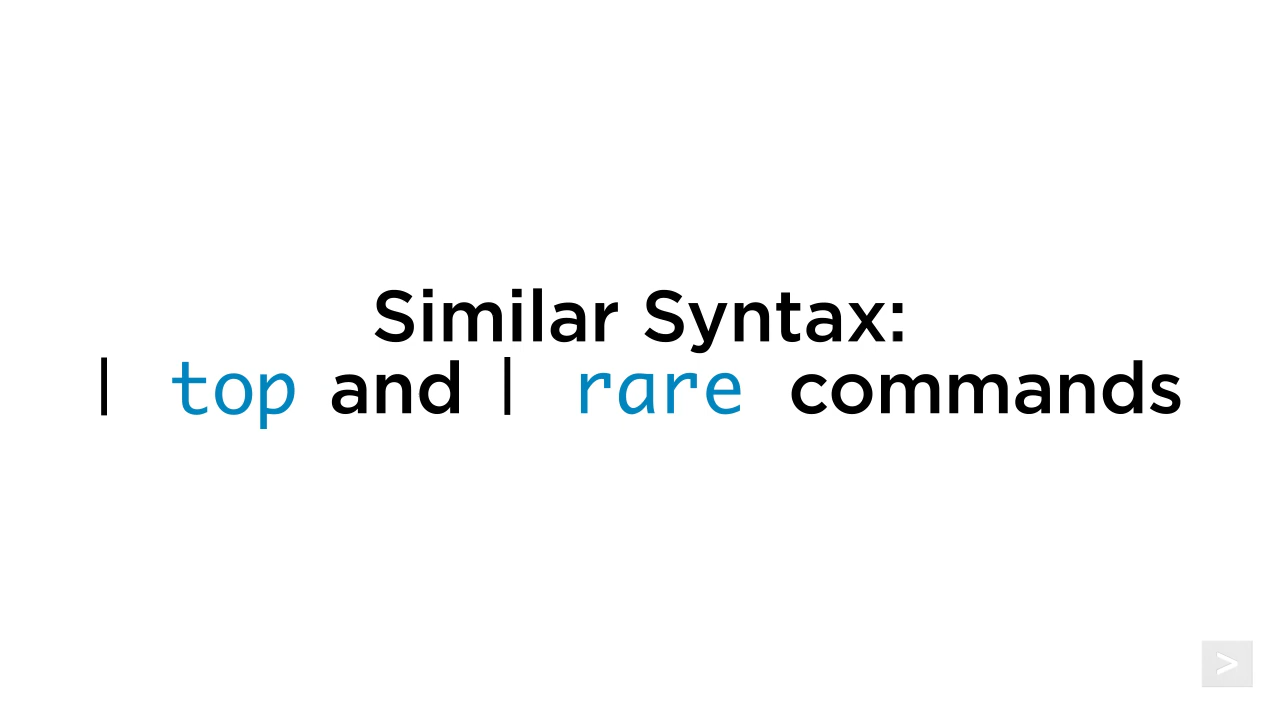 Similar Syntax:
| top and | rare commands
>